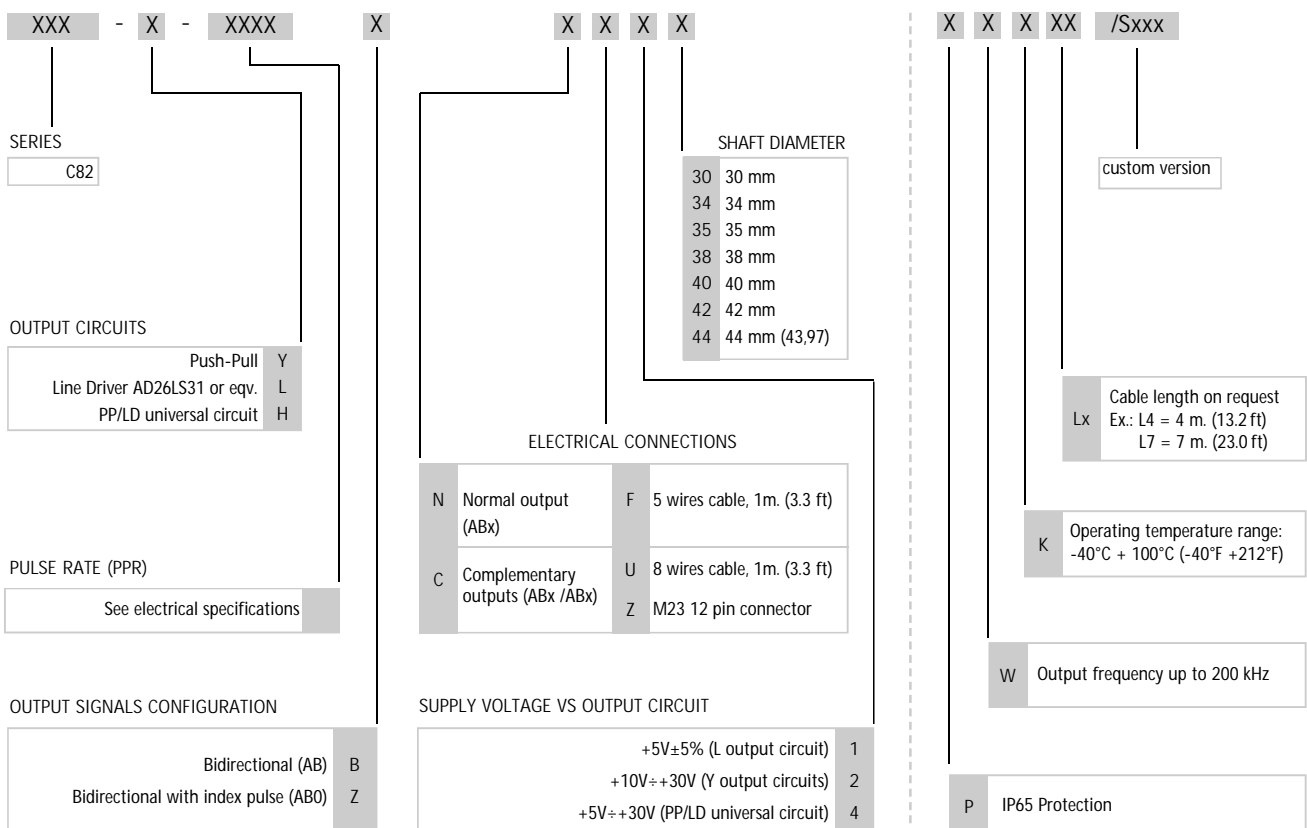 XXX - X - XXXX X X X X X X X X XX /Sxxx
SERIES
C82
OUTPUT CIRCUITS
Push-Pull Y
Line Driver AD26LS31 or eqv. L
PP/LD universal circuit H
PULSE RATE (PPR)
See electrical specifications
OUTPUT SIGNALS CONFIGURATION
Bidirectional (AB) B
Bidirectional with index pulse (AB0) Z
SHAFT DIAMETER
30 30 mm
34 34 mm
35 35 mm
38 38 mm
40 40 mm
42 42 mm
44 44 mm (43,97)
ELECTRICAL CONNECTIONS
N Normal output
(ABx)
F 5 wires cable, 1m. (3.3 ft)
C Complementary
outputs (ABx /ABx)
U 8 wires cable, 1m. (3.3 ft)
Z M23 12 pin connector
SUPPLY VOLTAGE VS OUTPUT CIRCUIT
+5V±5% (L output circuit) 1
+10V÷+30V (Y output circuits) 2
+5V÷+30V (PP/LD universal circuit) 4
custom version
Lx
Cable length on request
Ex.: L4 = 4 m. (13.2 ft)
L7 = 7 m. (23.0 ft)
K
Operating temperature range:
-40°C + 100°C (-40°F +212°F)
W Output frequency up to 200 kHz
P IP65 Protection